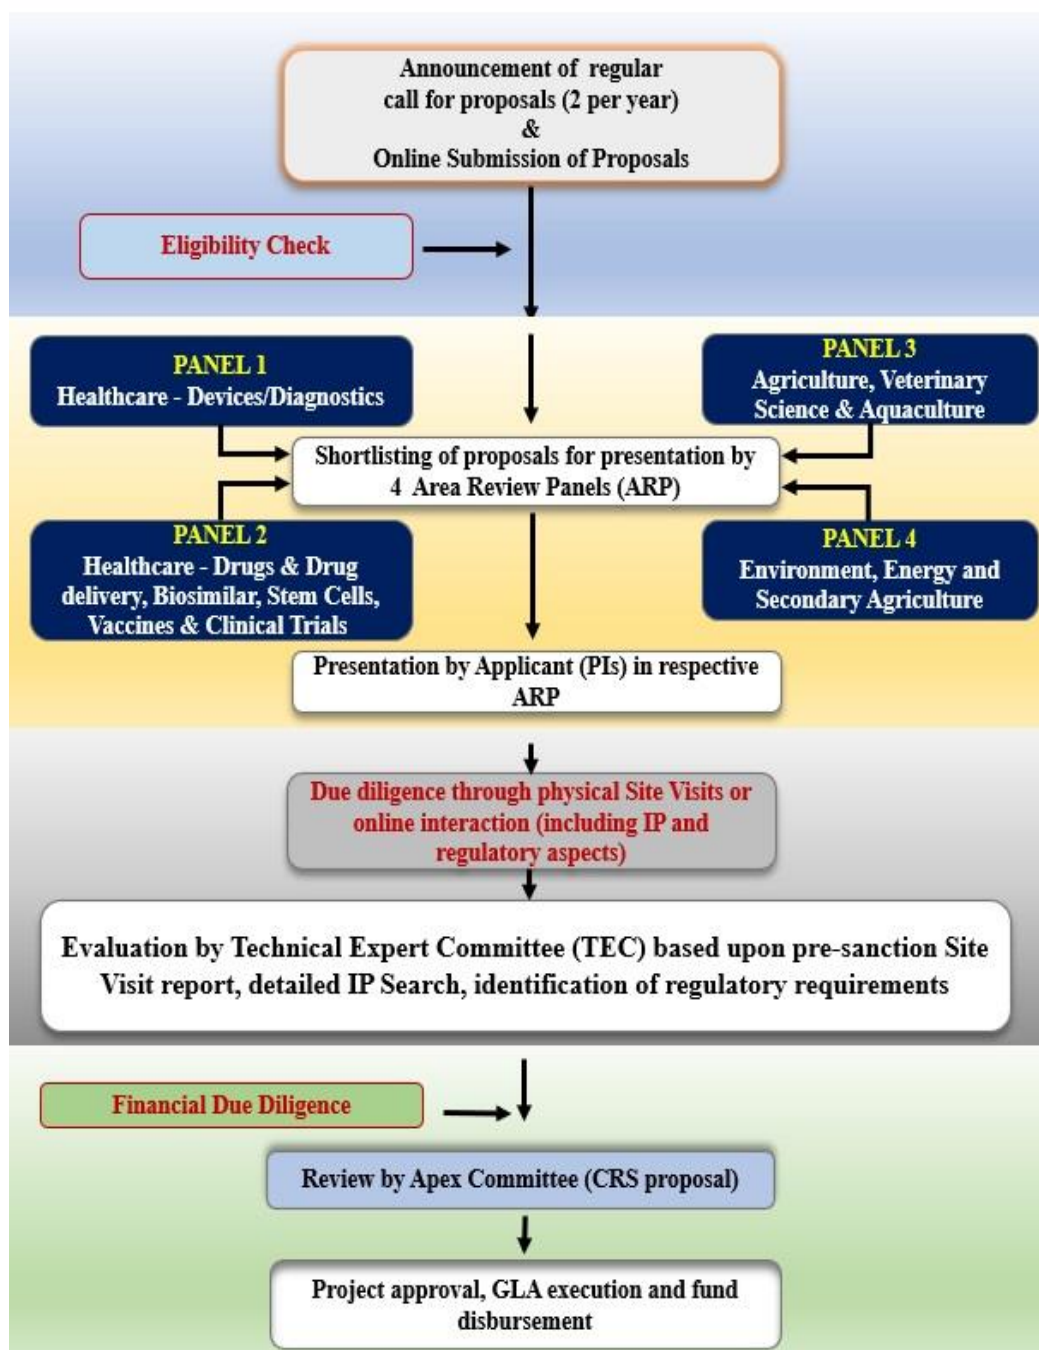 Announcement of regular
call for proposals (2 per year)
&
Online Submission of Proposals
Eligibility Check
PANEL 1
Healthcare - Devices/Diagnostics
PANEL 3
Agriculture, Veterinary
Science & Aquaculture
Shortlisting of proposals for presentation by
4 Area Review Panels (ARP)
PANEL 2
Healthcare - Drugs & Drug
delivery, Biosimilar, Stem Cells,
Vaccines & Clinical Trials
PANEL 4
Environment, Energy and
Secondary Agriculture
Presentation by Applicant (PIs) in respective
ARP
Due diligence through physical Site Visits or
online interaction (including IP and
regulatory aspects)
Evaluation by Technical Expert Committee (TEC) based upon pre-sanction Site
Visit report, detailed IP Search, identification of regulatory requirements
Financial Due Diligence
Review by Apex Committee (CRS proposal)
Project approval, GLA execution and fund
disbursement